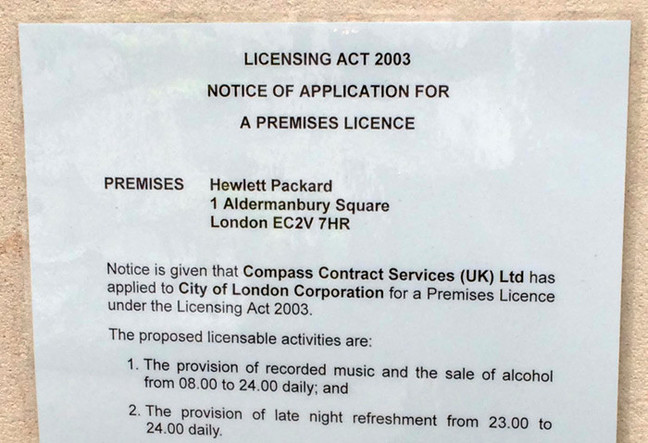 LICENSING ACT 2003
NOTICE OF APPLICATION FOR
A PREMISES LICENCE
PREMISES Hewlett Packard
1 Aldermanbury Square
London EC2V 7HR
Notice is given that Compass Contract Services (UK) Ltd has
applied to City of London Corporation for a Premises Licence
under the Licensing Act 2003.
The proposed licensable activities are:
1. The provision of recorded music and the sale of alcohol
from 08.00 to 24.00 daily; and
2. The provision of late night refreshment from 23.00 to
24.00 daily.